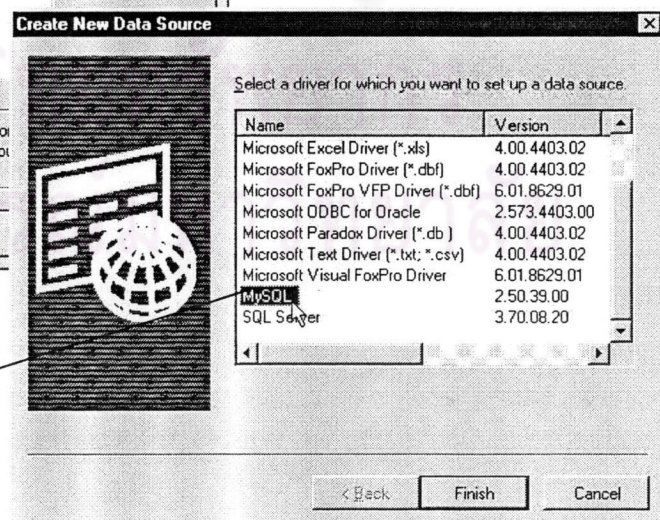 Create New Data Source
Select a driver for which you want to set up a data source.
Name Version
Microsoft Excel Driver (*.xls) 4.00.4403.02
Microsoft FoxPro Driver (*.dbf) 4.00.4403.02
Microsoft FoxPro VFP Driver (*.dbf) 6.01.8629.01
Microsoft ODBC for Oracle 2.573.4403.00
Microsoft Paradox Driver (*.db ) 4.00.4403.02
Microsoft Text Driver (*.txt; *.csv) 4.00.4403.02
Microsoft Visual FoxPro Driver 6.01.8629.01
MySQL 2.50.39.00
SQL Server 3.70.08.20
< Back Finish Cancel